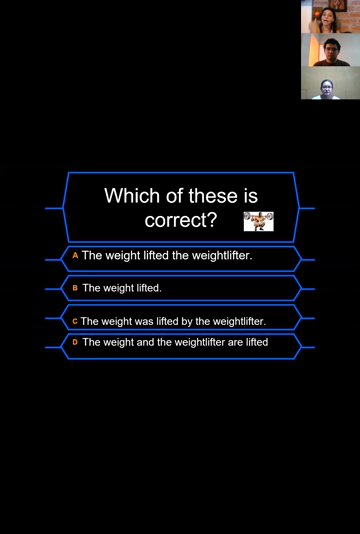 Which of these is
correct?
A The weight lifted the weightlifter.
B The weight lifted.
C The weight was lifted by the weightlifter.
D The weight and the weightlifter are lifted